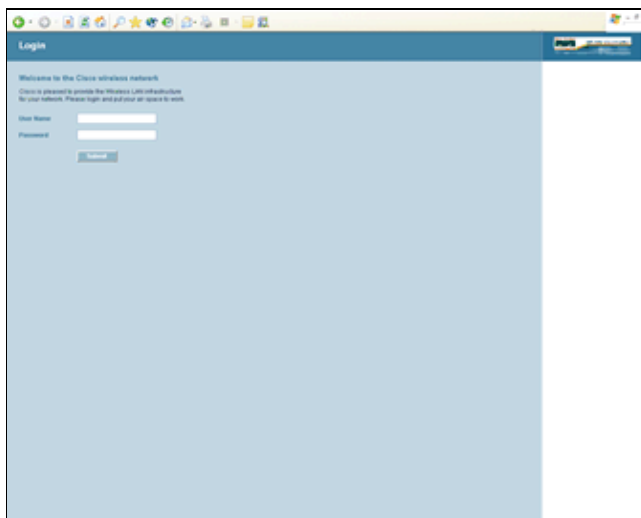 Login
Welcome to the Cisco wireless network
Cisco is pleased to provide the Wireless LAN infrastructure
for your network. Please login and put your air space to work.
User Name
Password
Submit